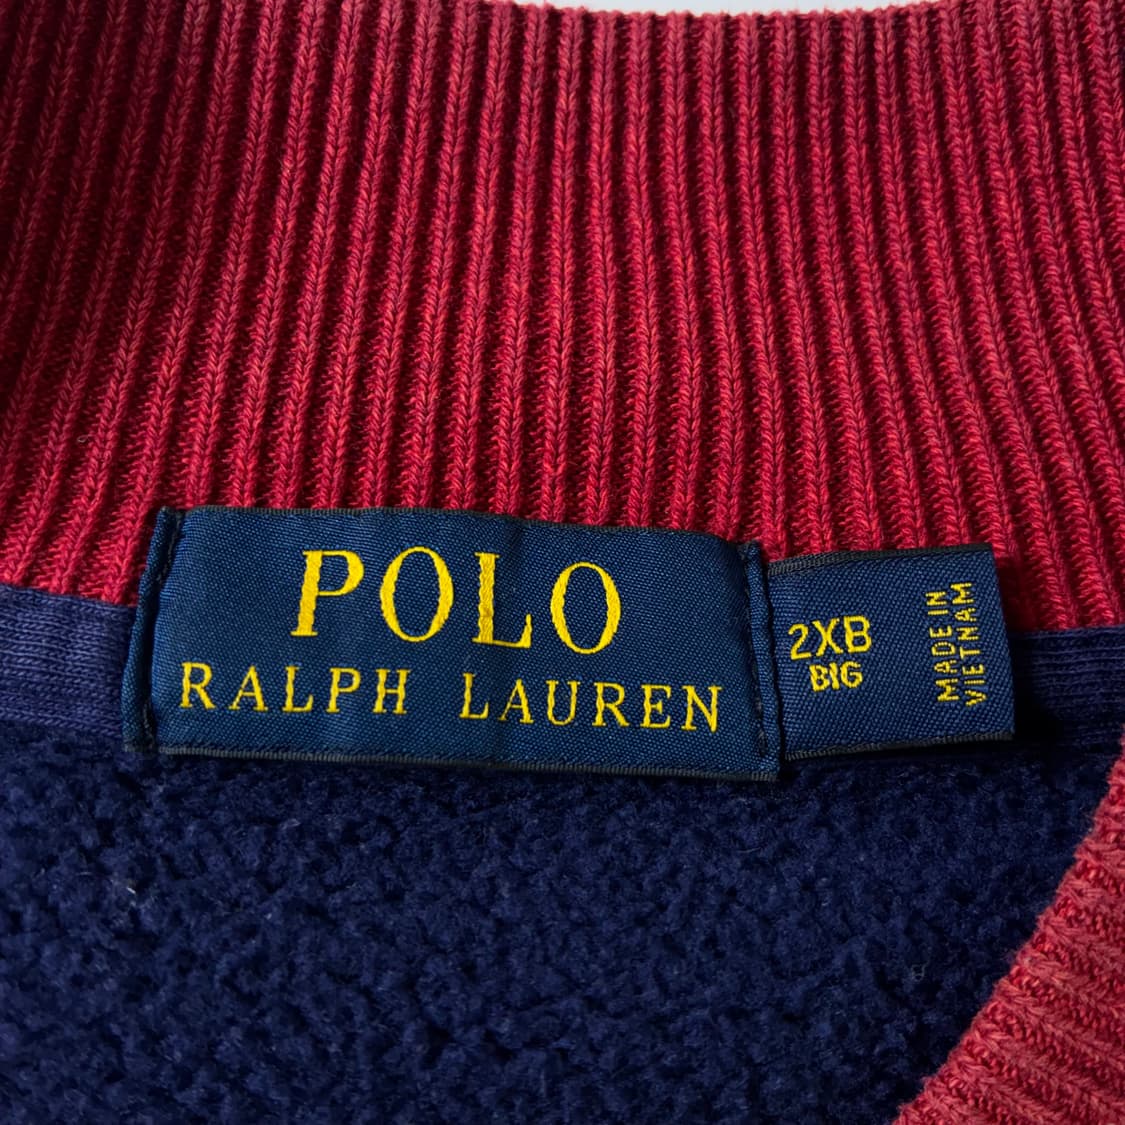 POLO
RALPH LAUREN
2XB
BIG
MADE IN
VIETNAM